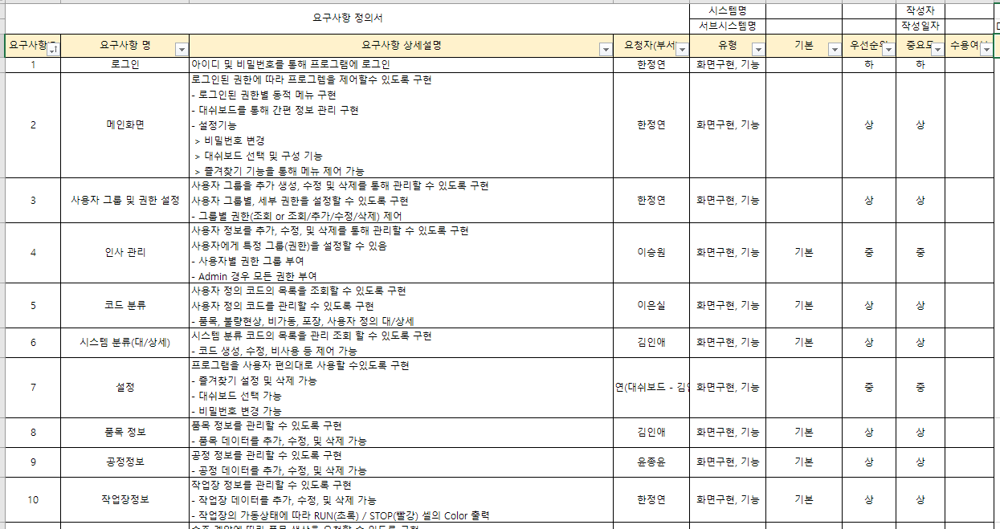 요구사항 정의서
시스템명
작성자
서브시스템명
작성일자
요구사항
요구사항 명
요구사항 상세설명
요청자(부서
유형
기본
우선순위
중요도
수용여
1
로그인
아이디 및 비밀번호를 통해 프로그램에 로그인
한정연
화면구현, 기능
하
하
2
메인화면
로그인된 권한에 따라 프로그램을 제어할수 있도록 구현
- 로그인된 권한별 동적 메뉴 구현
- 대쉬보드를 통해 간편 정보 관리 구현
- 설정기능
> 비밀번호 변경
> 대쉬보드 선택 및 구성 기능
> 즐겨찾기 기능을 통해 메뉴 제어 가능
한정연
화면구현, 기능
상
상
3
사용자 그룹 및 권한 설정
사용자 그룹을 추가 생성, 수정 및 삭제를 통해 관리할 수 있도록 구현
사용자 그룹별, 세부 권한을 설정할 수 있도록 구현
- 그룹별 권한(조회 or 조회/추가/수정/삭제) 제어
한정연
화면구현, 기능
상
상
4
인사 관리
사용자 정보를 추가, 수정, 및 삭제를 통해 관리할 수 있도록 구현
사용자에게 특정 그룹(권한)을 설정할 수 있음
- 사용자별 권한 그룹 부여
- Admin 경우 모든 권한 부여
이승원
화면구현, 기능
기본
중
중
5
코드 분류
사용자 정의 코드의 목록을 조회할 수 있도록 구현
사용자 정의 코드를 관리할 수 있도록 구현
- 품목, 불량현상, 비가동, 포장, 사용자 정의 대/상세
이은실
화면구현, 기능
기본
상
상
6
시스템 분류(대/상세)
시스템 분류 코드의 목록을 관리 조회 할 수 있도록 구현
- 코드 생성, 수정, 비사용 등 제어 가능
김인애
화면구현, 기능
기본
상
상
7
설정
프로그램을 사용자 편의대로 사용할 수있도록 구현
- 즐겨찾기 설정 및 삭제 가능
- 대쉬보드 선택 가능
- 비밀번호 변경 가능
연(대쉬보드 - 김인
화면구현, 기능
중
중
8
품목 정보
품목 정보를 관리할 수 있도록 구현
- 품목 데이터를 추가, 수정, 및 삭제 가능
김인애
화면구현, 기능
기본
상
상
9
공정정보
공정 정보를 관리할 수 있도록 구현
- 공정 데이터를 추가, 수정, 및 삭제 가능
윤종윤
화면구현, 기능
기본
상
상
10
작업장정보
작업장 정보를 관리할 수 있도록 구현
- 작업장 데이터를 추가, 수정, 및 삭제 가능
- 작업장의 가동상태에 따라 RUN(초록) / STOP(빨강) 셀의 Color 출력
한정연
화면구현, 기능
기본
상
상